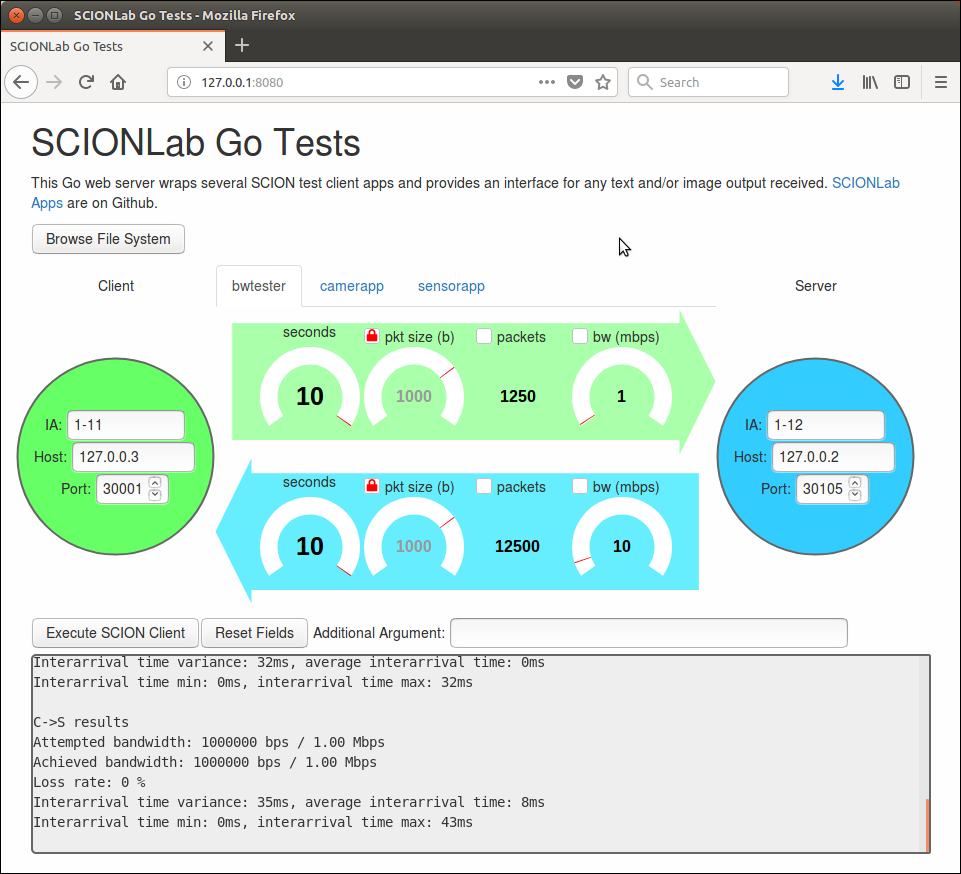 SCIONLab Go Tests - Mozilla Firefox
SCIONLab Go Tests
127.0.0.1:8080
Search
SCIONLab Go Tests
This Go web server wraps several SCION test client apps and provides an interface for any text and/or image output received. SCIONLab
Apps are on Github.
Browse File System
Client
bwtester camerapp sensorapp
Server
seconds pkt size (b) packets bw (mbps)
10 1000 1250 1
IA: 1-11
Host: 127.0.0.3
Port: 30001
IA: 1-12
Host: 127.0.0.2
Port: 30105
seconds pkt size (b) packets bw (mbps)
10 1000 12500 10
Execute SCION Client Reset Fields Additional Argument:
Interarrival time variance: 32ms, average interarrival time: 0ms
Interarrival time min: 0ms, interarrival time max: 32ms
C->S results
Attempted bandwidth: 1000000 bps / 1.00 Mbps
Achieved bandwidth: 1000000 bps / 1.00 Mbps
Loss rate: 0 %
Interarrival time variance: 35ms, average interarrival time: 8ms
Interarrival time min: 0ms, interarrival time max: 43ms